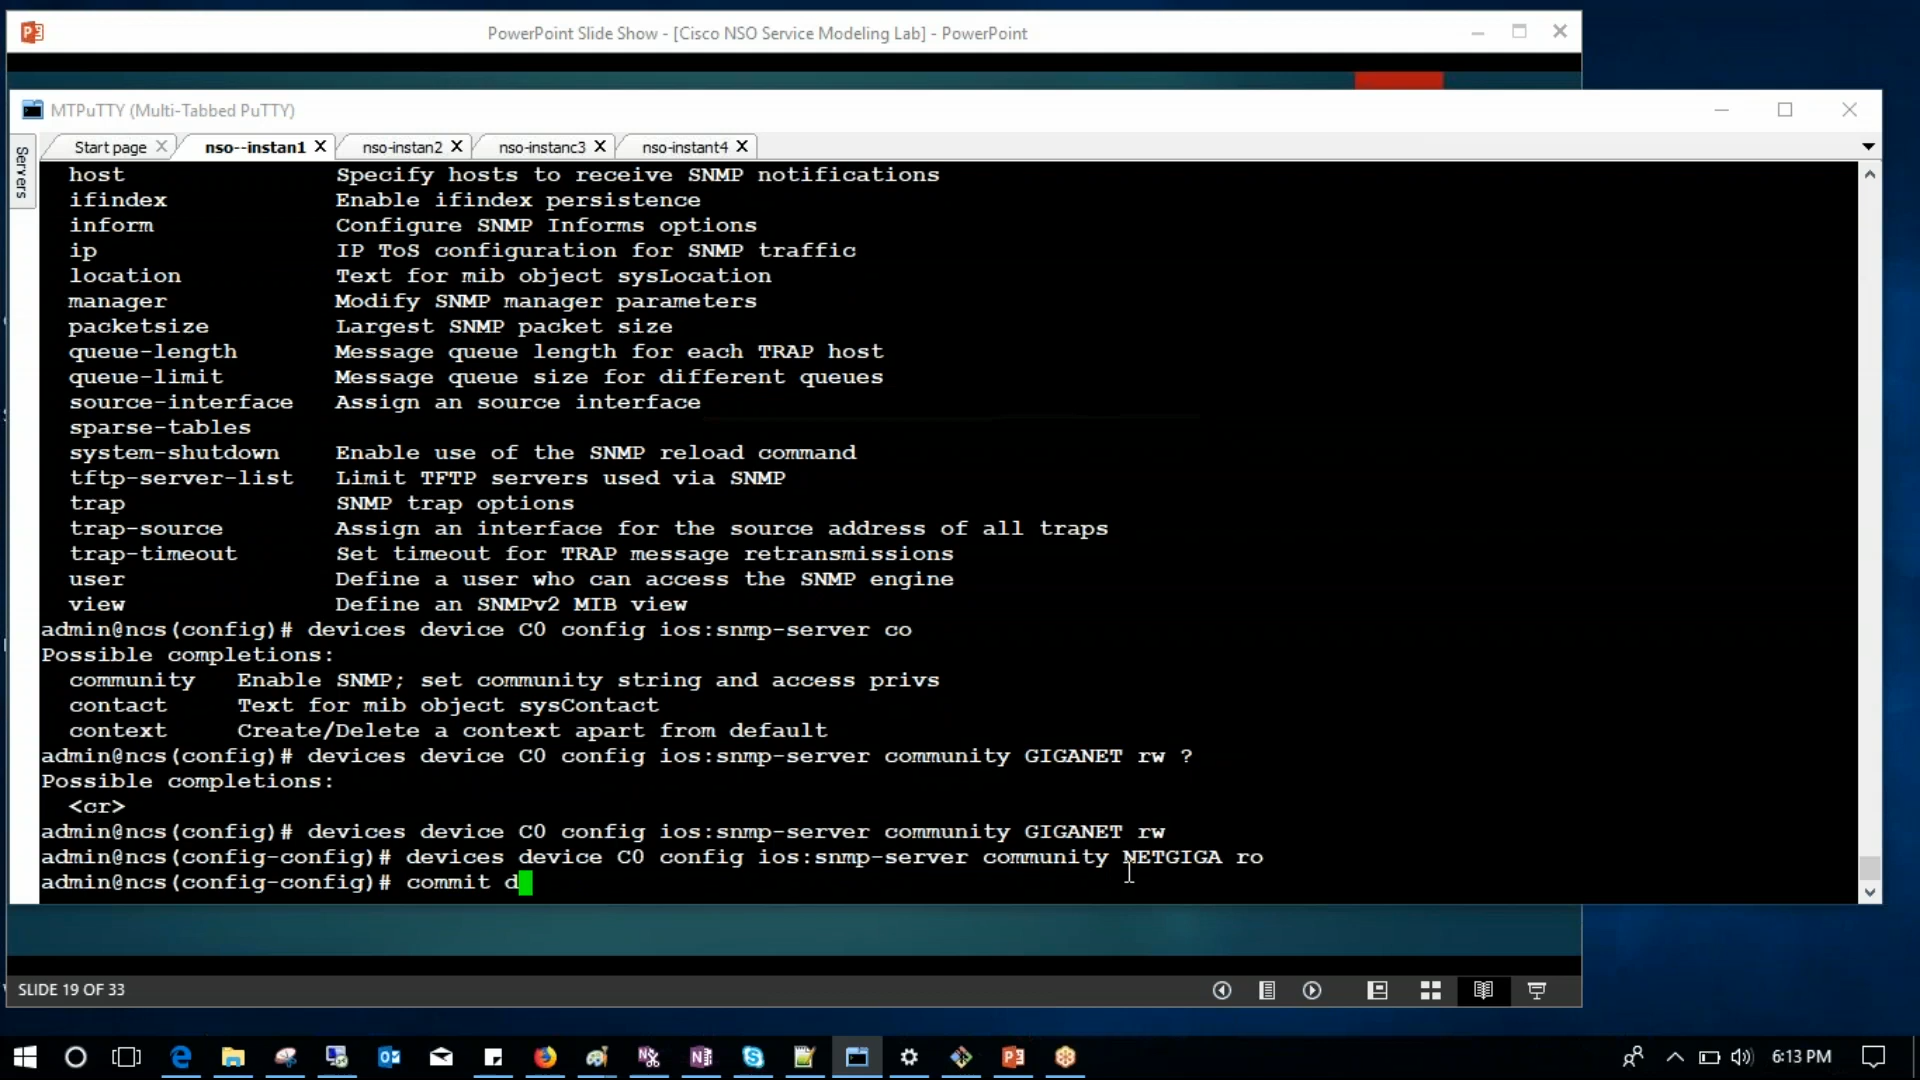 PowerPoint Slide Show - [Cisco NSO Service Modeling Lab] - PowerPoint
MTPuTTY (Multi-Tabbed PuTTY)
Servers
Start page
nso--instan1
nso-instan2
nso-instanc3
nso-instant4
host Specify hosts to receive SNMP notifications
ifindex Enable ifindex persistence
inform Configure SNMP Informs options
ip IP ToS configuration for SNMP traffic
location Text for mib object sysLocation
manager Modify SNMP manager parameters
packetsize Largest SNMP packet size
queue-length Message queue length for each TRAP host
queue-limit Message queue size for different queues
source-interface Assign an source interface
sparse-tables
system-shutdown Enable use of the SNMP reload command
tftp-server-list Limit TFTP servers used via SNMP
trap SNMP trap options
trap-source Assign an interface for the source address of all traps
trap-timeout Set timeout for TRAP message retransmissions
user Define a user who can access the SNMP engine
view Define an SNMPv2 MIB view
admin@ncs(config)# devices device C0 config ios:snmp-server co
Possible completions:
community Enable SNMP; set community string and access privs
contact Text for mib object sysContact
context Create/Delete a context apart from default
admin@ncs(config)# devices device C0 config ios:snmp-server community GIGANET rw ?
Possible completions:
<cr>
admin@ncs(config)# devices device C0 config ios:snmp-server community GIGANET rw
admin@ncs(config-config)# devices device C0 config ios:snmp-server community NETGIGA ro
admin@ncs(config-config)# commit d
SLIDE 19 OF 33
6:13 PM